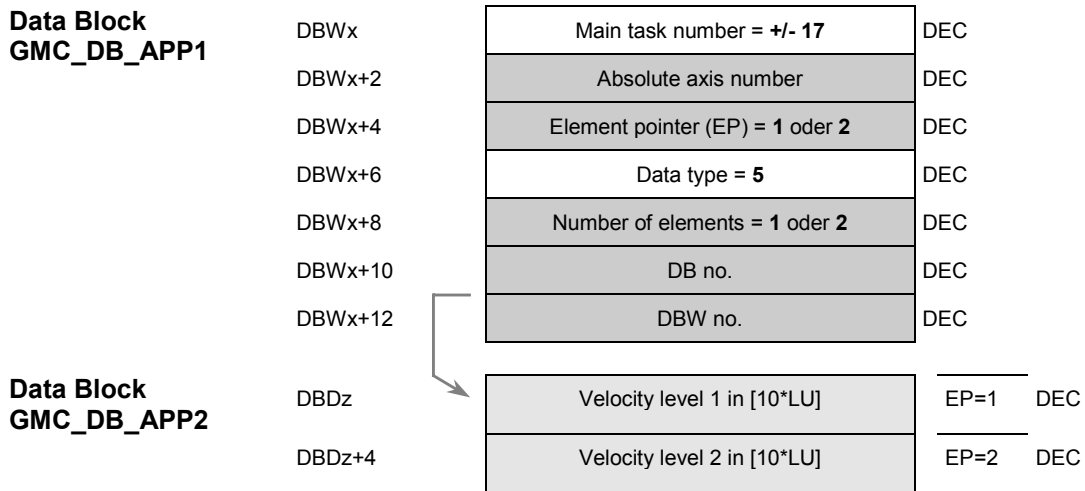 Data Block
GMC_DB_APP1
DBWx Main task number = +/- 17 DEC
DBWx+2 Absolute axis number DEC
DBWx+4 Element pointer (EP) = 1 oder 2 DEC
DBWx+6 Data type = 5 DEC
DBWx+8 Number of elements = 1 oder 2 DEC
DBWx+10 DB no. DEC
DBWx+12 DBW no. DEC
Data Block
GMC_DB_APP2
DBDz Velocity level 1 in [10*LU] EP=1 DEC
DBDz+4 Velocity level 2 in [10*LU] EP=2 DEC